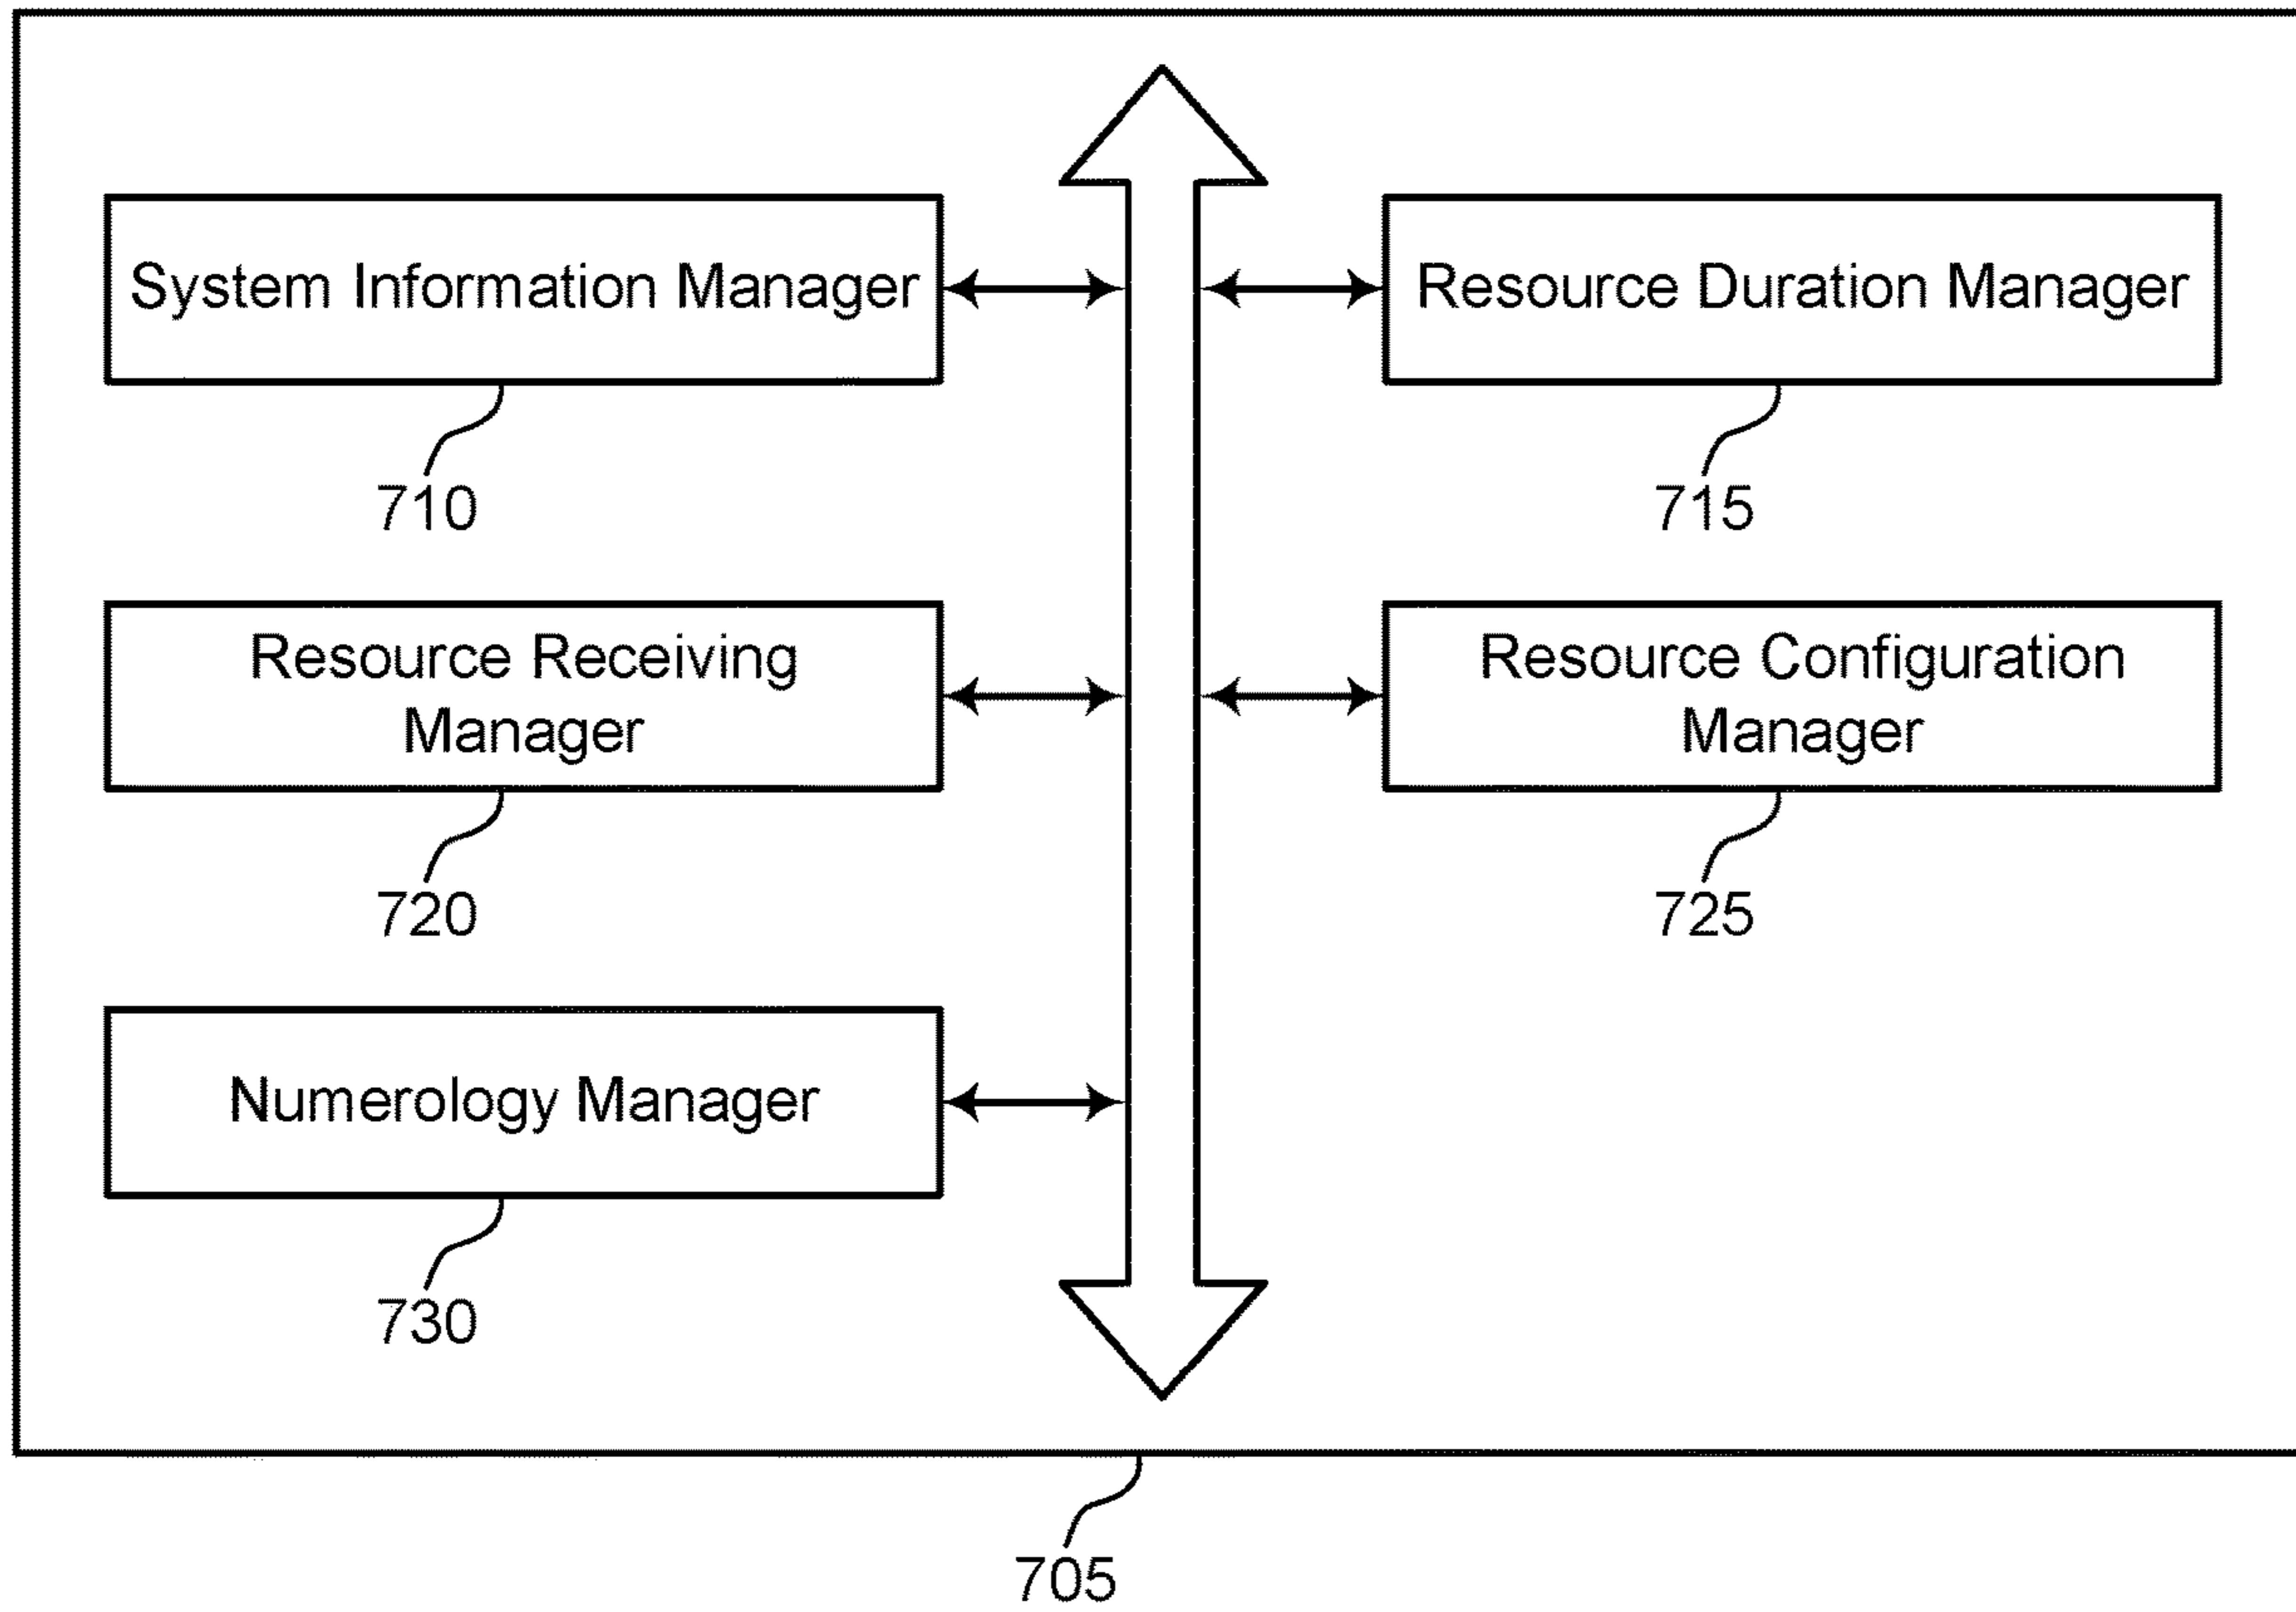 System Information Manager
710
Resource Duration Manager
715
Resource Receiving
Manager
720
Resource Configuration
Manager
725
Numerology Manager
730
705